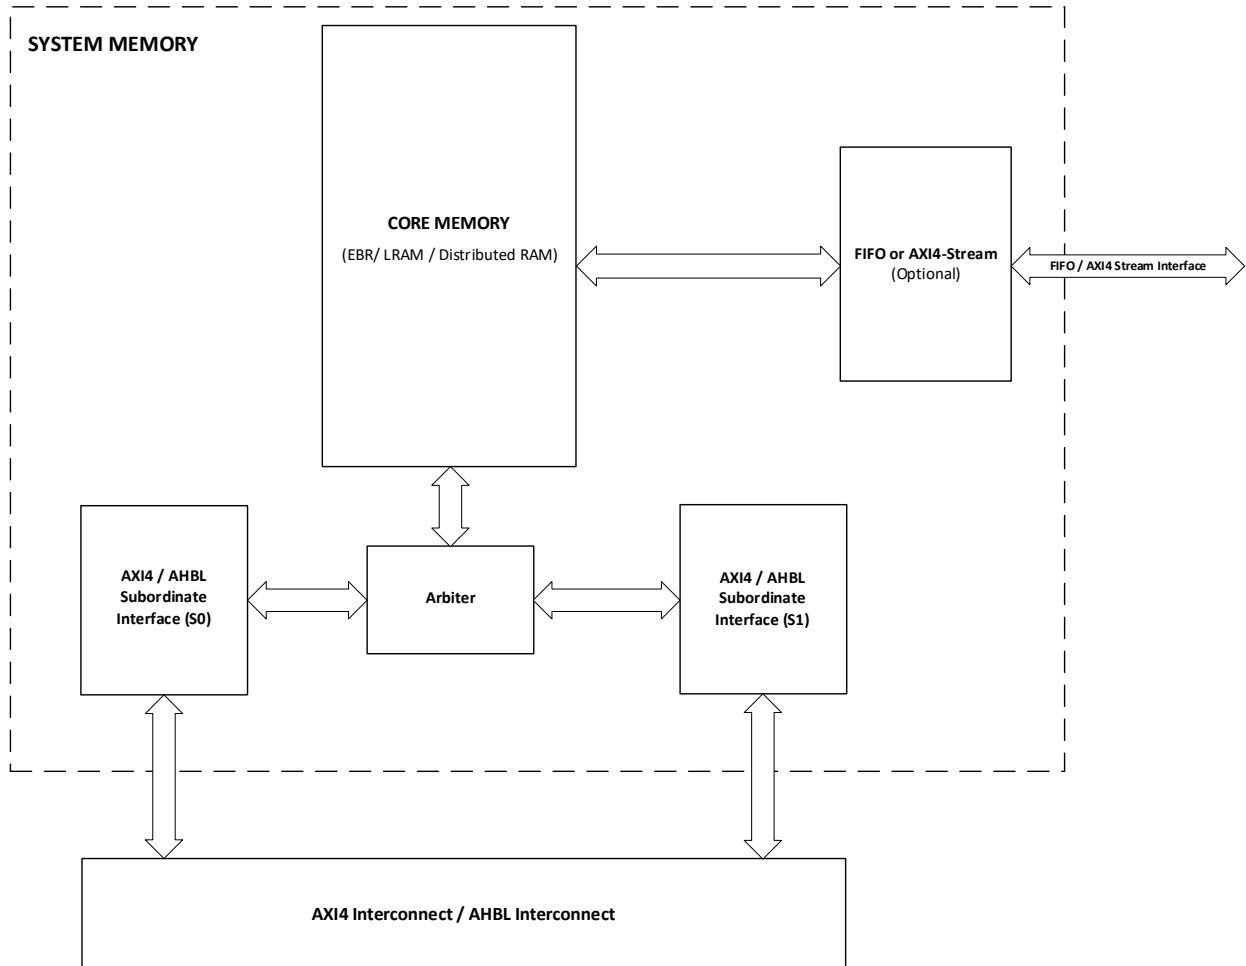 SYSTEM MEMORY
CORE MEMORY
(EBR/ LRAM / Distributed RAM)
FIFO or AXI4-Stream
(Optional)
FIFO / AXI4 Stream Interface
AXI4 / AHBL
Subordinate
Interface (S0)
Arbiter
AXI4 / AHBL
Subordinate
Interface (S1)
AXI4 Interconnect / AHBL Interconnect